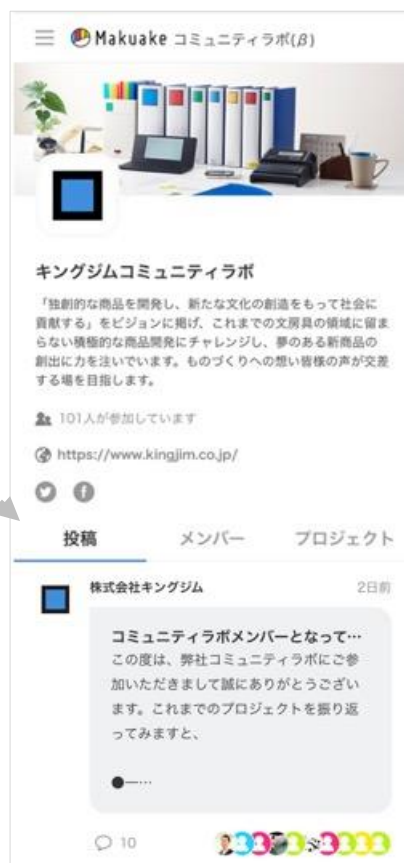 Makuake コミュニティラボ(β)
キングジムコミュニティラボ
「独創的な商品を開発し、新たな文化の創造をもって社会に
貢献する」をビジョンに掲げ、これまでの文房具の領域に留ま
らない積極的な商品開発にチャレンジし、夢のある新商品の
創出に力を注いでいます。ものづくりへの想い皆様の声が交差
する場を目指します。
101人が参加しています
https://www.kingjim.co.jp/
投稿 メンバー プロジェクト
株式会社キングジム 2日前
コミュニティラボメンバーとなって…
この度は、弊社コミュニティラボにご参
加いただきまして誠にありがとうござい
ます。これまでのプロジェクトを振り返
ってみますと、
●—…
10